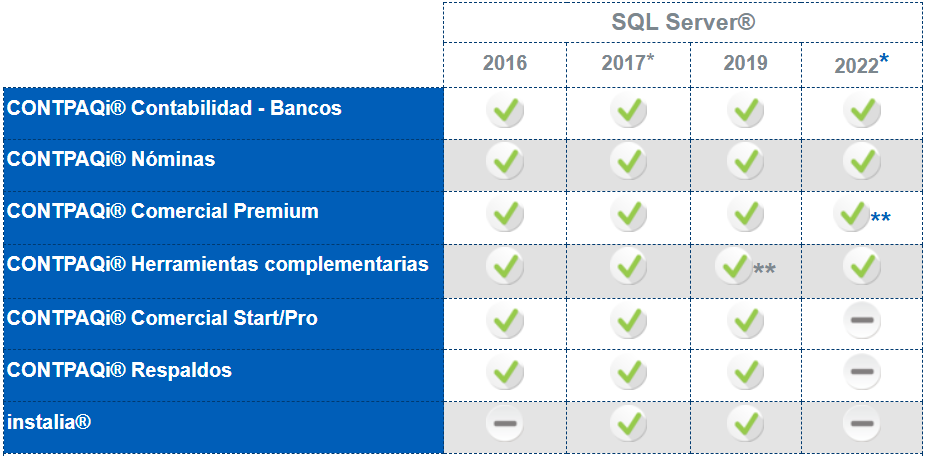 SQL Server®
2016 2017* 2019 2022*
CONTPAQi® Contabilidad - Bancos
CONTPAQi® Nóminas
CONTPAQi® Comercial Premium **
CONTPAQi® Herramientas complementarias **
CONTPAQi® Comercial Start/Pro
CONTPAQi® Respaldos
instalia®